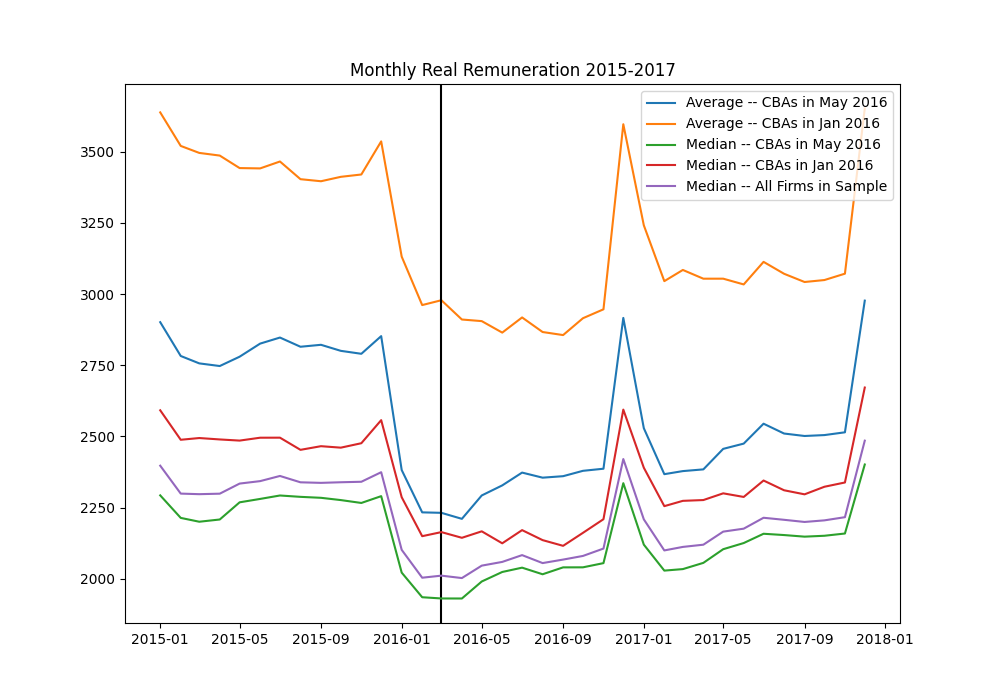 Monthly Real Remuneration 2015-2017
Average -- CBAs in May 2016
Average -- CBAs in Jan 2016
Median -- CBAs in May 2016
Median -- CBAs in Jan 2016
Median -- All Firms in Sample
3500
3250
3000
2750
2500
2250
2000
2015-01 2015-05 2015-09 2016-01 2016-05 2016-09 2017-01 2017-05 2017-09 2018-01